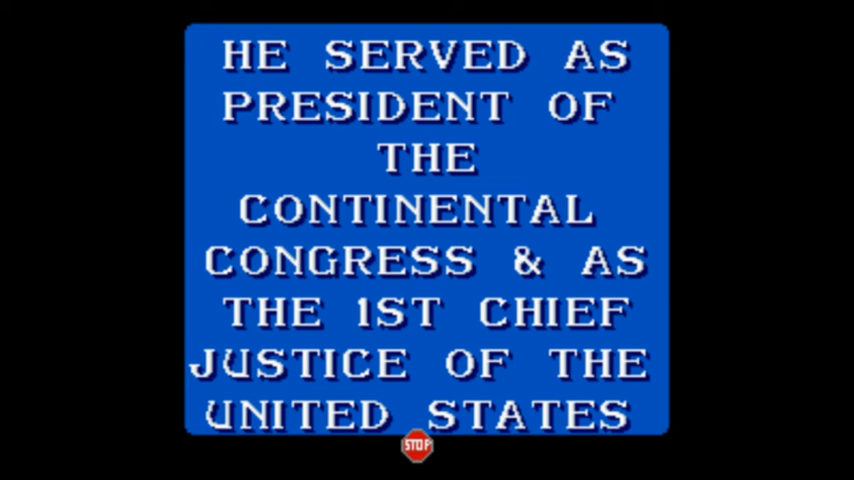 HE SERVED AS
PRESIDENT OF
THE
CONTINENTAL
CONGRESS & AS
THE 1ST CHIEF
JUSTICE OF THE
UNITED STATES
STOP